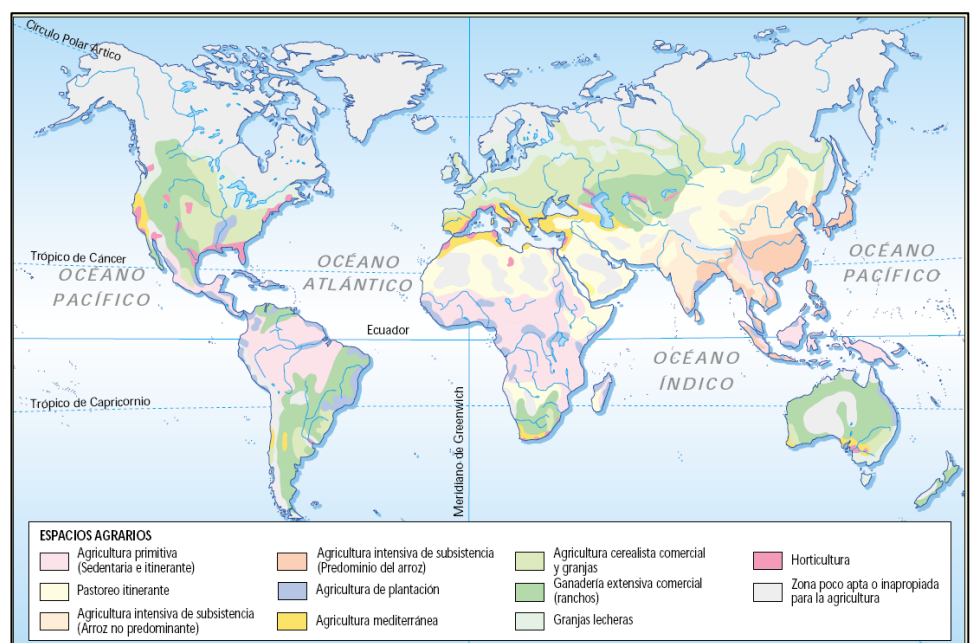 Círculo Polar Ártico
Trópico de Cáncer
OCÉANO
PACÍFICO
OCÉANO
ATLÁNTICO
OCÉANO
PACÍFICO
Ecuador
OCÉANO
ÍNDICO
Trópico de Capricornio
Meridiano de Greenwich
ESPACIOS AGRARIOS
Agricultura primitiva
(Sedentaria e itinerante)
Pastoreo itinerante
Agricultura intensiva de subsistencia
(Arroz no predominante)
Agricultura intensiva de subsistencia
(Predominio del arroz)
Agricultura de plantación
Agricultura mediterránea
Agricultura cerealista comercial
y granjas
Ganadería extensiva comercial
(ranchos)
Granjas lecheras
Horticultura
Zona poco apta o inapropiada
para la agricultura